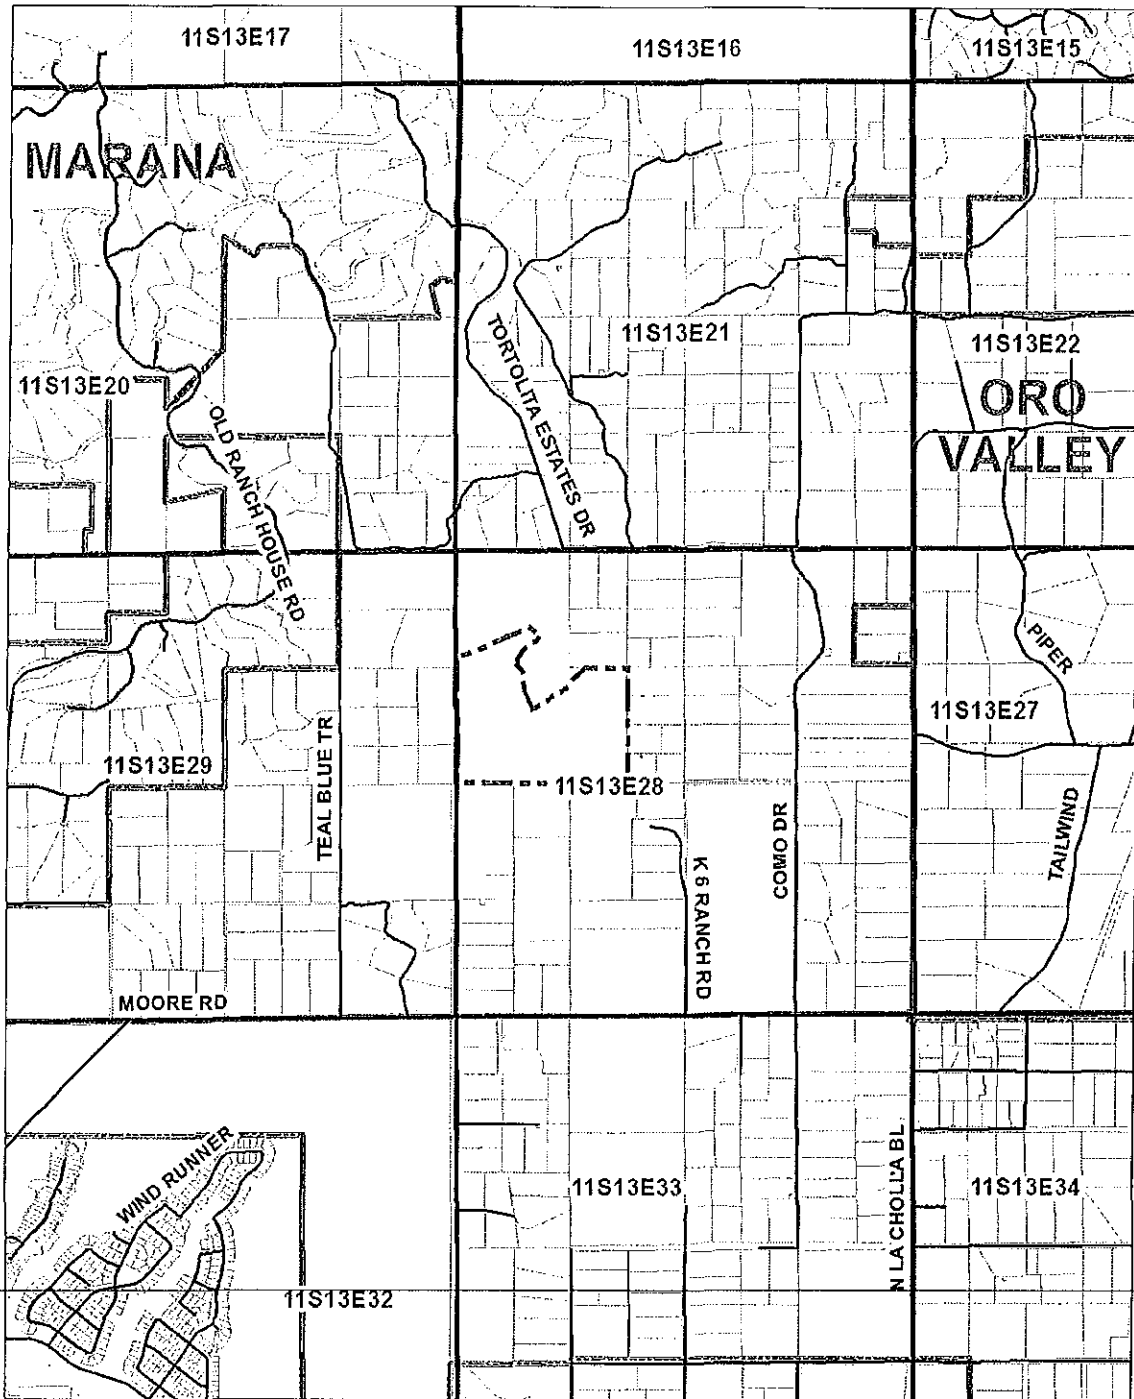 11S13E17
11S13E16
11S13E15
MARANA
TORTOLITA ESTATES DR
11S13E21
11S13E22
11S13E20
ORO
VALLEY
OLD RANCH HOUSE RD
PIPER
11S13E27
TEAL BLUE TR
11S13E29
11S13E28
TAILWIND
COMO DR
K 6 RANCH RD
MOORE RD
WIND RUNNER
11S13E33
N LA CHOLLA BL
11S13E34
11S13E32